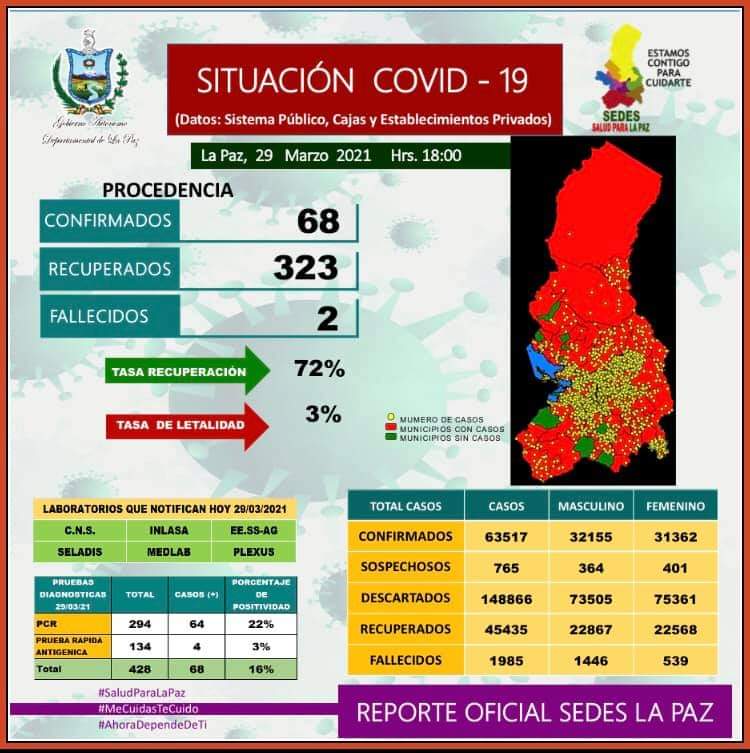 Gobierno Autónomo
Departamental de La Paz
SITUACIÓN COVID - 19
(Datos: Sistema Público, Cajas y Establecimientos Privados)
ESTAMOS
CONTIGO
PARA
CUIDARTE
SEDES
SALUD PARA LA PAZ
La Paz, 29 Marzo 2021 Hrs. 18:00
PROCEDENCIA
CONFIRMADOS 68
RECUPERADOS 323
FALLECIDOS 2
TASA RECUPERACIÓN 72%
TASA DE LETALIDAD 3%
MUMERO DE CASOS
MUNICIPIOS CON CASOS
MUNICIPIOS SIN CASOS
LABORATORIOS QUE NOTIFICAN HOY 29/03/2021
C.N.S. INLASA EE.SS-AG
SELADIS MEDLAB PLEXUS
PRUEBAS
DIAGNOSTICAS
29/03/21
TOTAL
CASOS (+)
PORCENTAJE
DE
POSITIVIDAD
PCR 294 64 22%
PRUEBA RAPIDA
ANTIGENICA
134 4 3%
Total 428 68 16%
TOTAL CASOS CASOS MASCULINO FEMENINO
CONFIRMADOS 63517 32155 31362
SOSPECHOSOS 765 364 401
DESCARTADOS 148866 73505 75361
RECUPERADOS 45435 22867 22568
FALLECIDOS 1985 1446 539
#SaludParaLaPaz
#MeCuidasTeCuido
#AhoraDependeDeTi
REPORTE OFICIAL SEDES LA PAZ